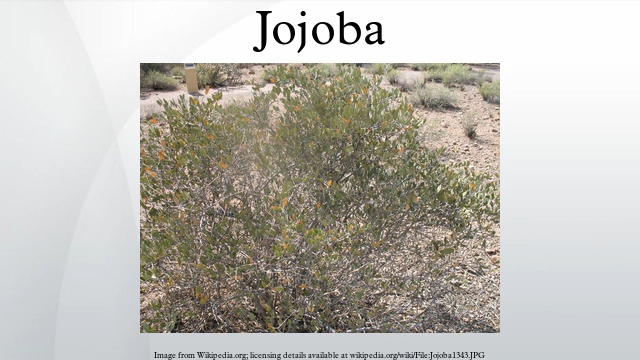 Jojoba
Image from Wikipedia.org; licensing details available at wikipedia.org/wiki/File:Jojoba1343.JPG